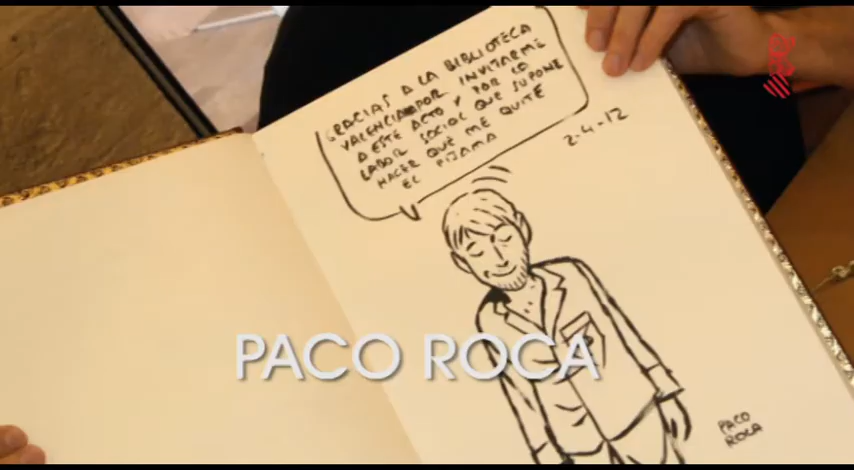 GRACIAS A LA BIBLIOTECA
VALENCIANA POR INVITARME
A ESTE ACTO Y POR LO
LABOR SOCIAL QUE SUPONE
HACER QUE ME QUITE
EL PIJAMA
2-4-12
PACO ROCA
PACO
ROCA